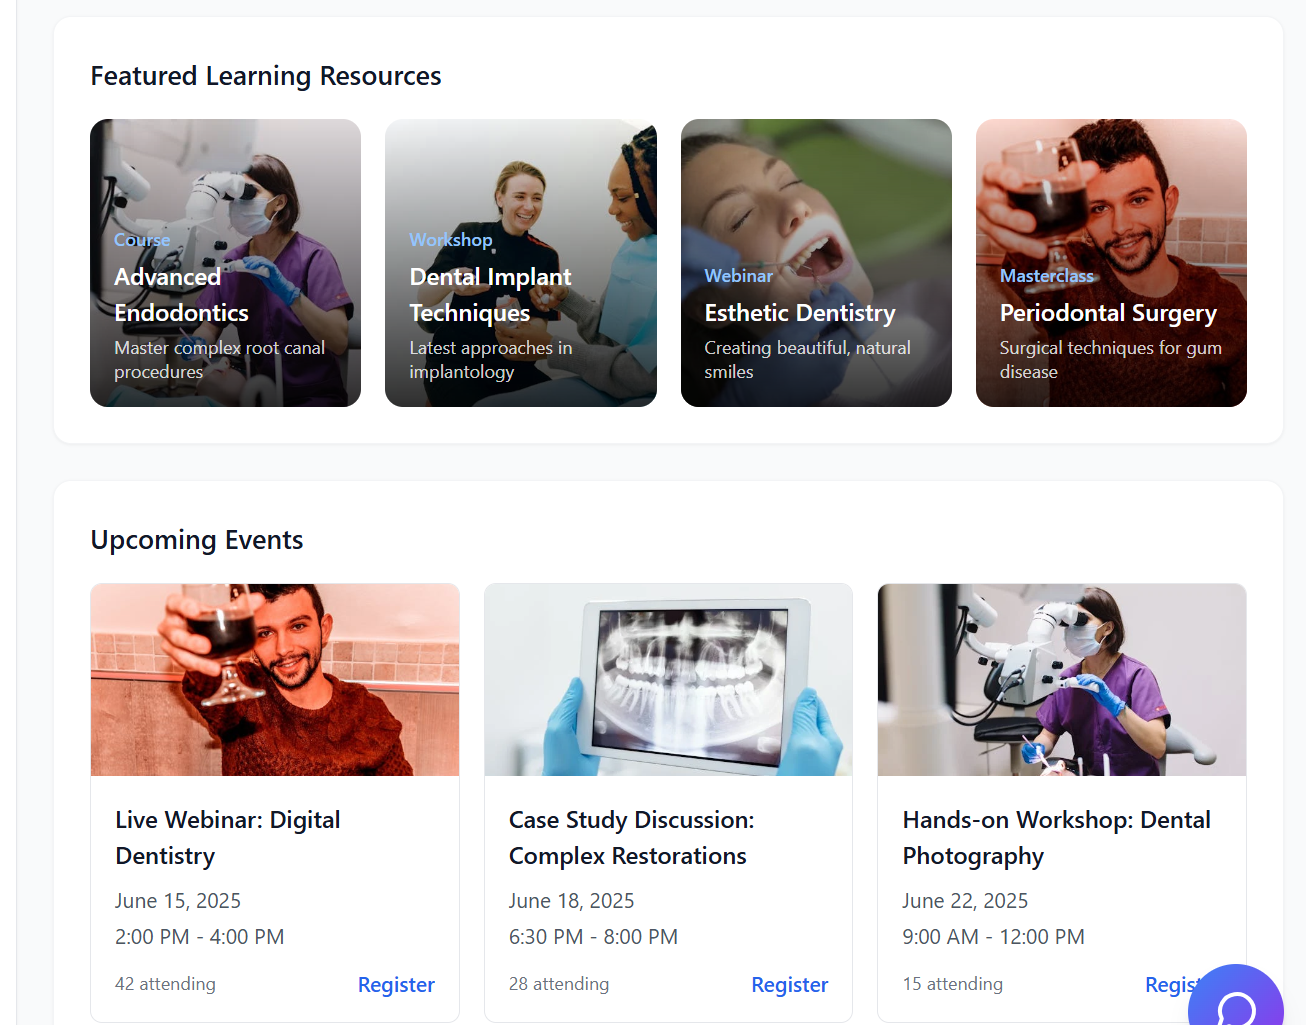 Featured Learning Resources
Course
Advanced
Endodontics
Master complex root canal
procedures
Workshop
Dental Implant
Techniques
Latest approaches in
implantology
Webinar
Esthetic Dentistry
Creating beautiful, natural
smiles
Masterclass
Periodontal Surgery
Surgical techniques for gum
disease
Upcoming Events
Live Webinar: Digital
Dentistry
June 15, 2025
2:00 PM - 4:00 PM
42 attending
Register
Case Study Discussion:
Complex Restorations
June 18, 2025
6:30 PM - 8:00 PM
28 attending
Register
Hands-on Workshop: Dental
Photography
June 22, 2025
9:00 AM - 12:00 PM
15 attending